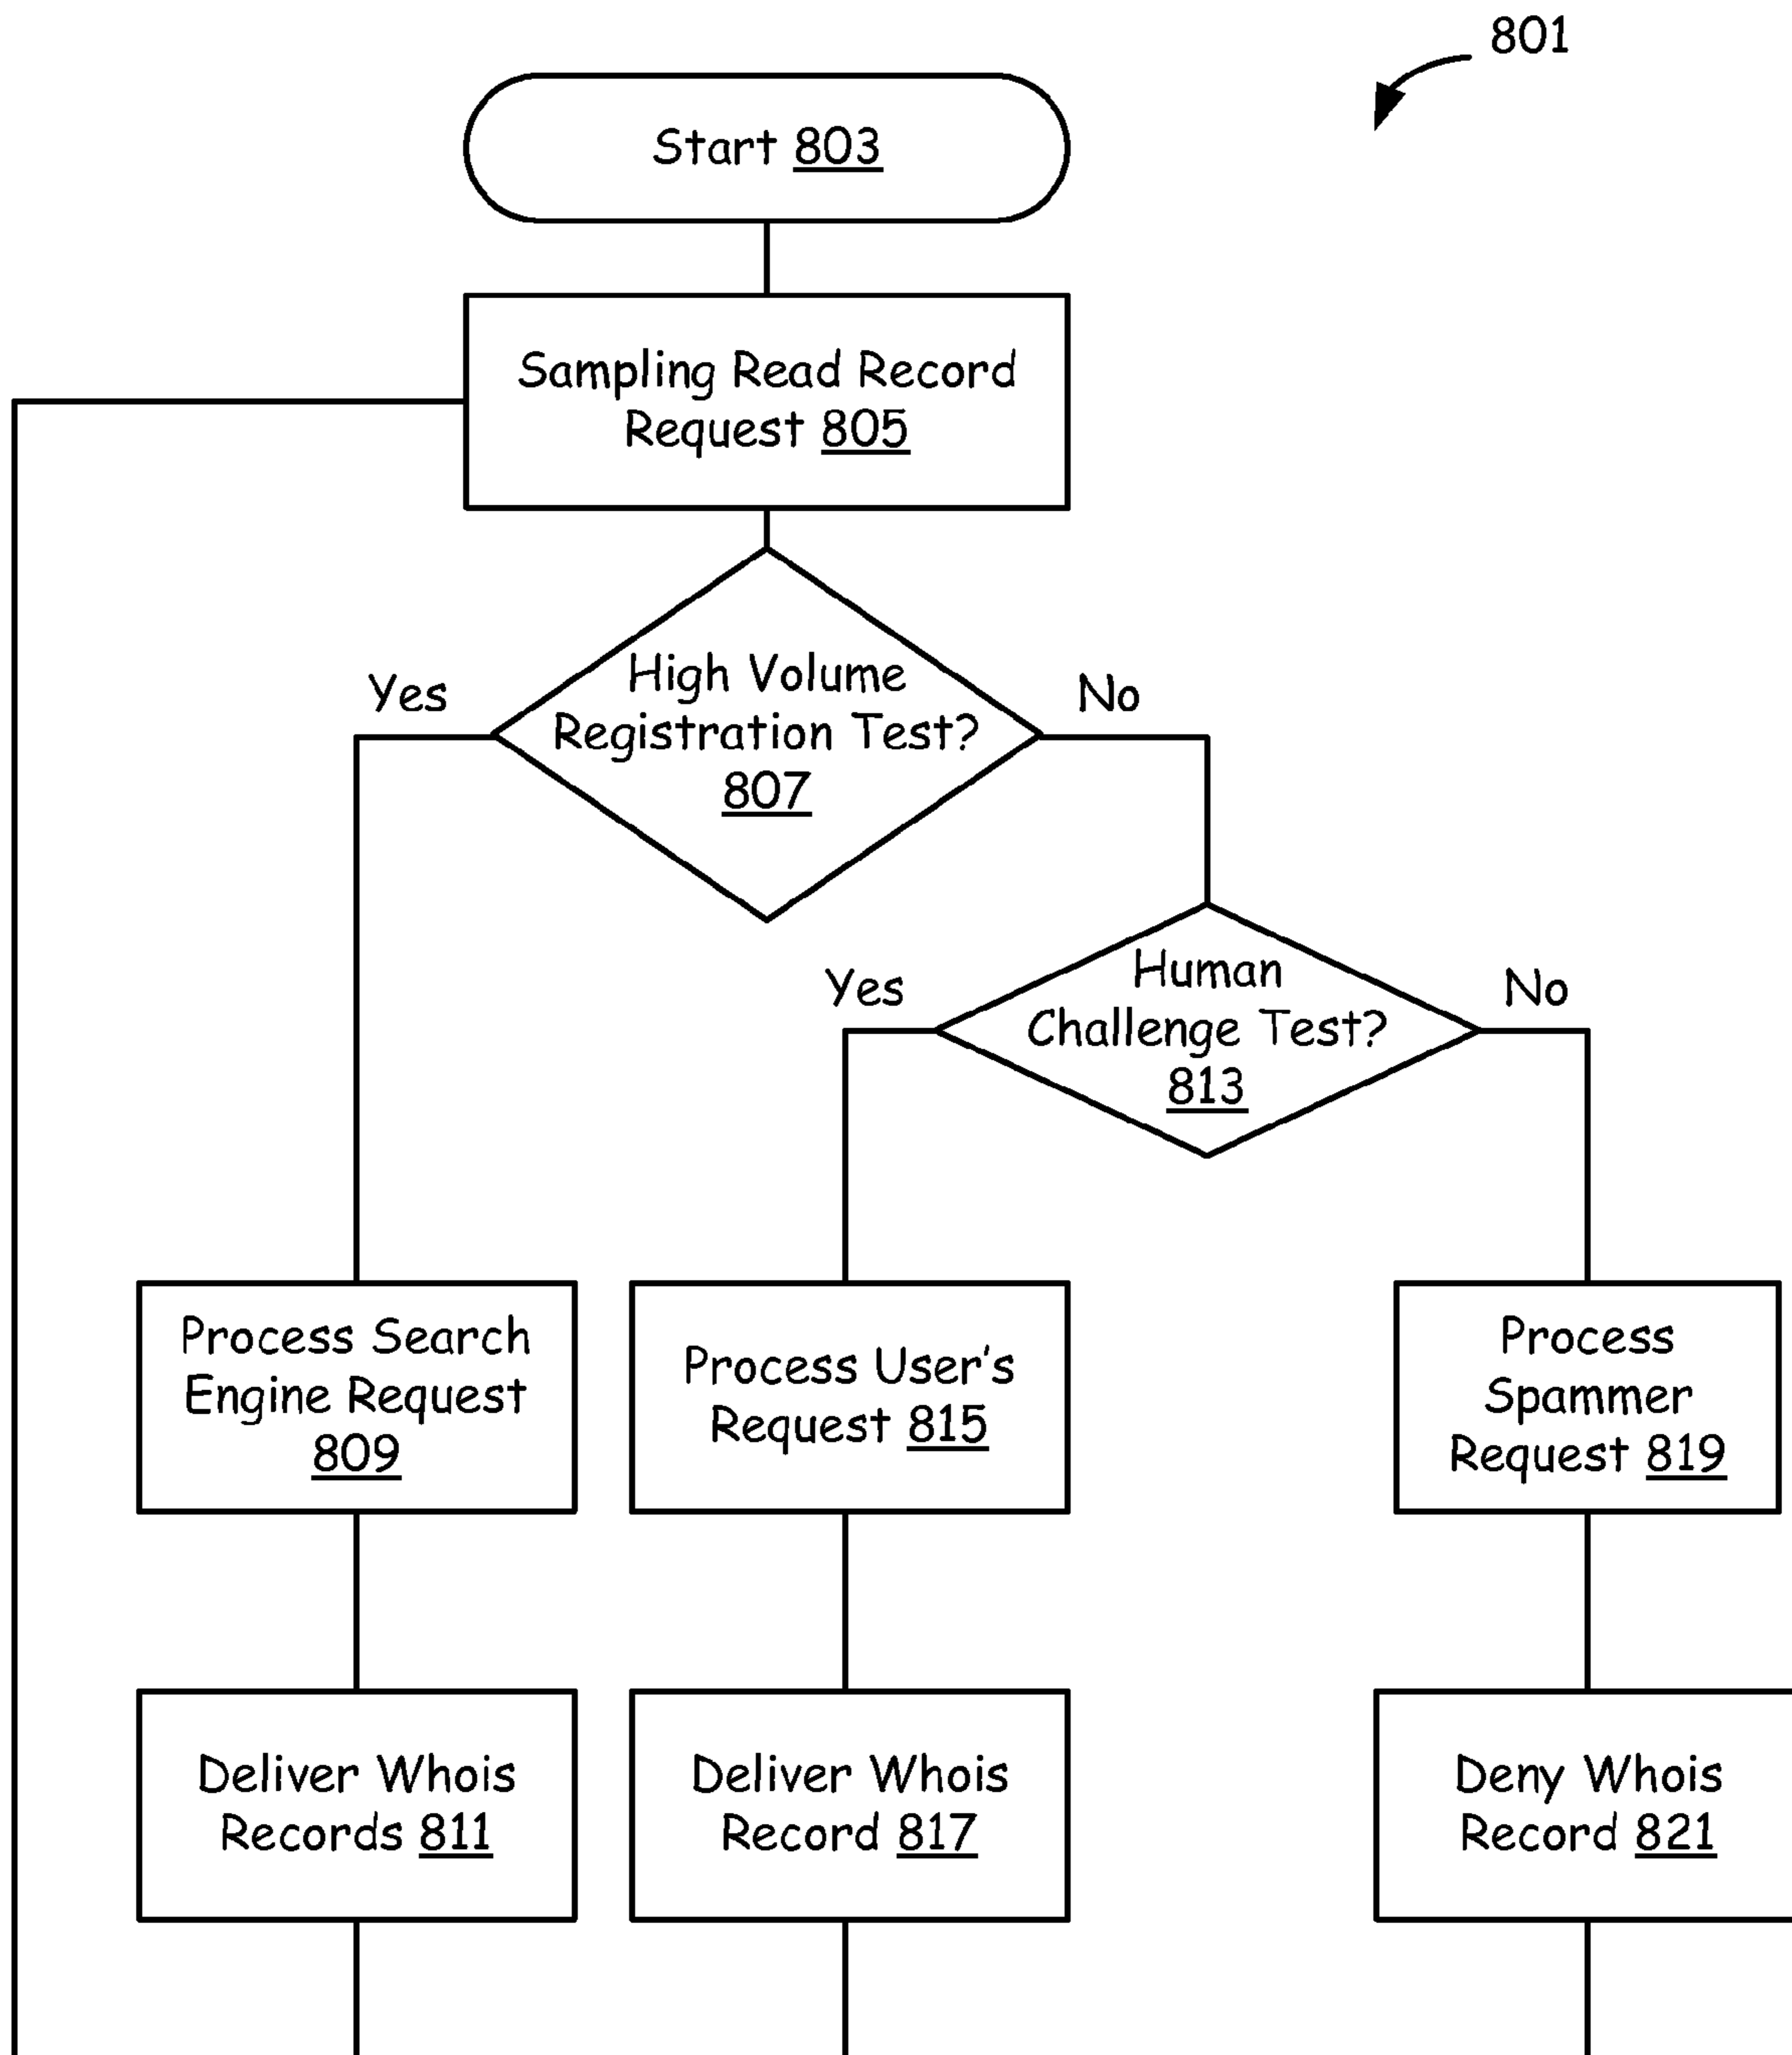 801
Start 803
Sampling Read Record
Request 805
High Volume
Registration Test?
807
Yes
No
Human
Challenge Test?
813
Yes
No
Process Search
Engine Request
809
Process User's
Request 815
Process
Spammer
Request 819
Deliver Whois
Records 811
Deliver Whois
Record 817
Deny Whois
Record 821